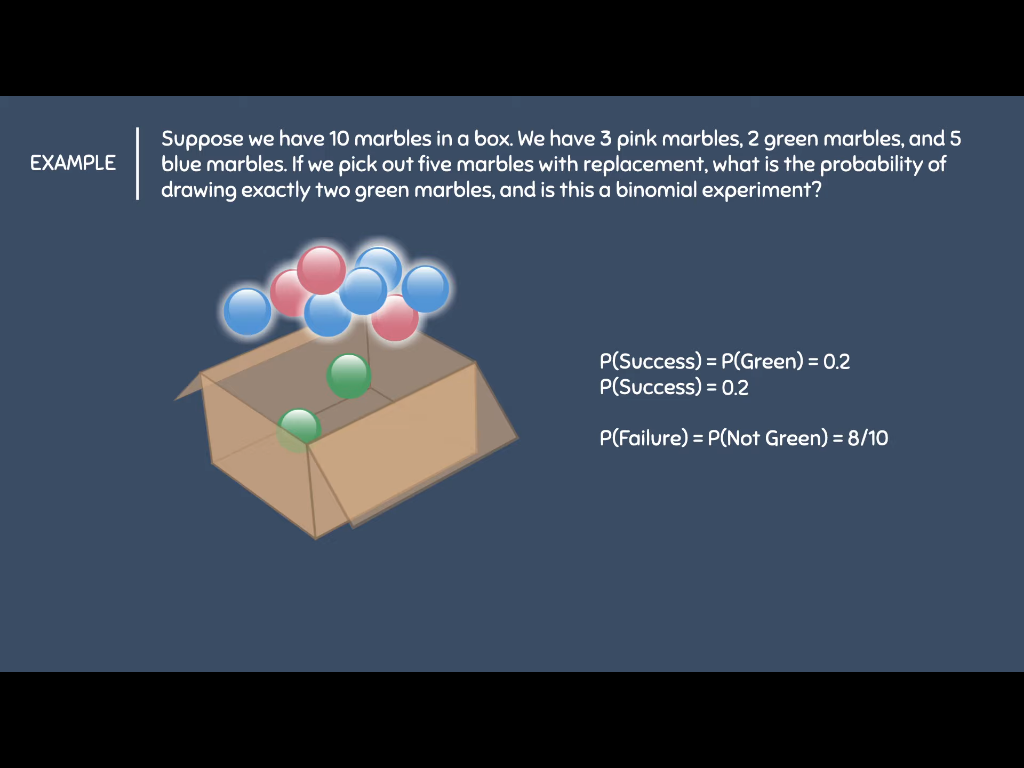 EXAMPLE
Suppose we have 10 marbles in a box. We have 3 pink marbles, 2 green marbles, and 5
blue marbles. If we pick out five marbles with replacement, what is the probability of
drawing exactly two green marbles, and is this a binomial experiment?
P(Success) = P(Green) = 0.2
P(Success) = 0.2
P(Failure) = P(Not Green) = 8/10